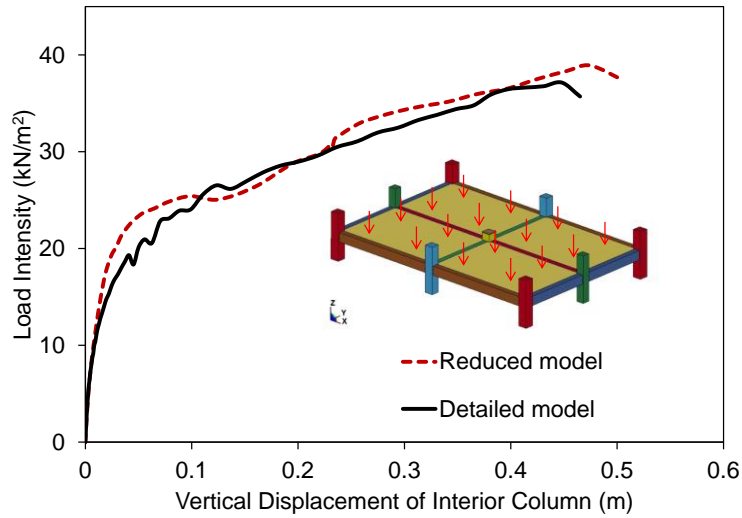 40
30
20
10
0
Load Intensity (kN/m²)
Z
Y
X
Reduced model
Detailed model
0
0.1
0.2
0.3
0.4
0.5
0.6
Vertical Displacement of Interior Column (m)